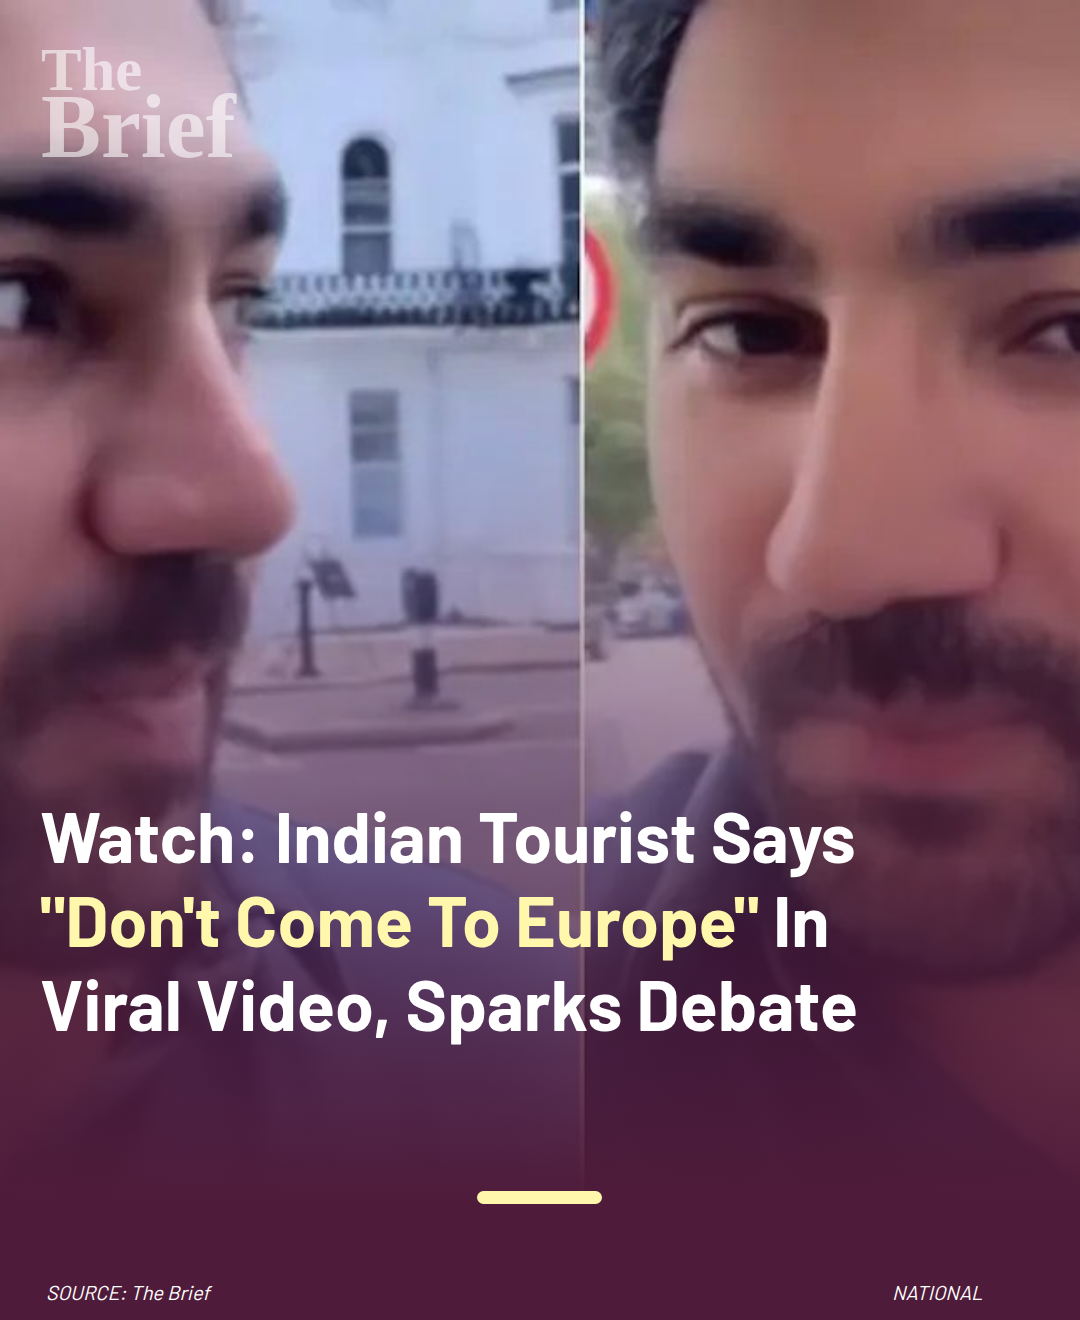 The
Brief
Watch: Indian Tourist Says
"Don't Come To Europe" In
Viral Video, Sparks Debate
SOURCE: The Brief
NATIONAL